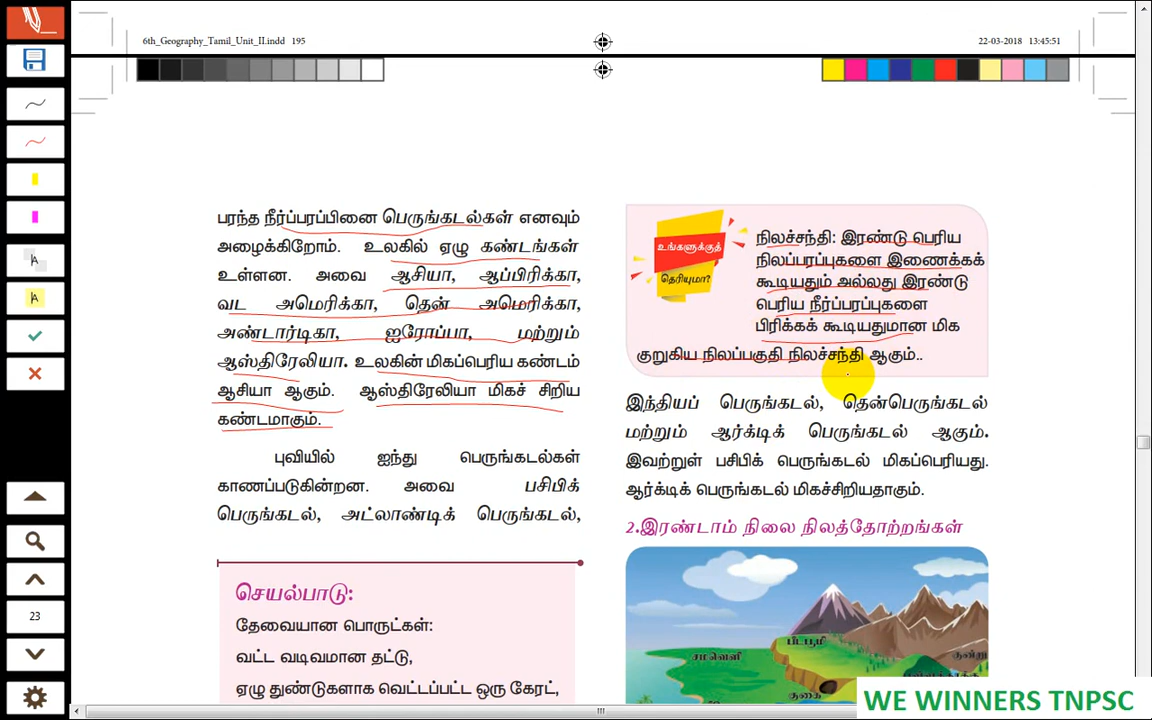 6th_Geography_Tamil_Unit_II.indd 195
22-03-2018 13:45:51
பரந்த நீர்ப்பரப்பினை பெருங்கடல்கள் எனவும்
அழைக்கிறோம். உலகில் ஏழு கண்டங்கள்
உள்ளன. அவை ஆசியா, ஆப்பிரிக்கா,
வட அமெரிக்கா, தென் அமெரிக்கா,
அண்டார்டிகா, ஐரோப்பா, மற்றும்
ஆஸ்திரேலியா. உலகின் மிகப்பெரிய கண்டம்
ஆசியா ஆகும். ஆஸ்திரேலியா மிகச் சிறிய
கண்டமாகும்.
புவியில் ஐந்து பெருங்கடல்கள்
காணப்படுகின்றன. அவை பசிபிக்
பெருங்கடல், அட்லாண்டிக் பெருங்கடல்,
செயல்பாடு:
தேவையான பொருட்கள்:
வட்ட வடிவமான தட்டு,
ஏழு துண்டுகளாக வெட்டப்பட்ட ஒரு கேரட்,
உங்களுக்குத்
தெரியுமா?
நிலச்சந்தி: இரண்டு பெரிய
நிலப்பரப்புகளை இணைக்கக்
கூடியதும் அல்லது இரண்டு
பெரிய நீர்ப்பரப்புகளை
பிரிக்கக் கூடியதுமான மிக
குறுகிய நிலப்பகுதி நிலச்சந்தி ஆகும்..
இந்தியப் பெருங்கடல், தென்பெருங்கடல்
மற்றும் ஆர்க்டிக் பெருங்கடல் ஆகும்.
இவற்றுள் பசிபிக் பெருங்கடல் மிகப்பெரியது.
ஆர்க்டிக் பெருங்கடல் மிகச்சிறியதாகும்.
2.இரண்டாம் நிலை நிலத்தோற்றங்கள்
பீடபூமி
சமவெளி
குன்று
குகை
23
WE WINNERS TNPSC